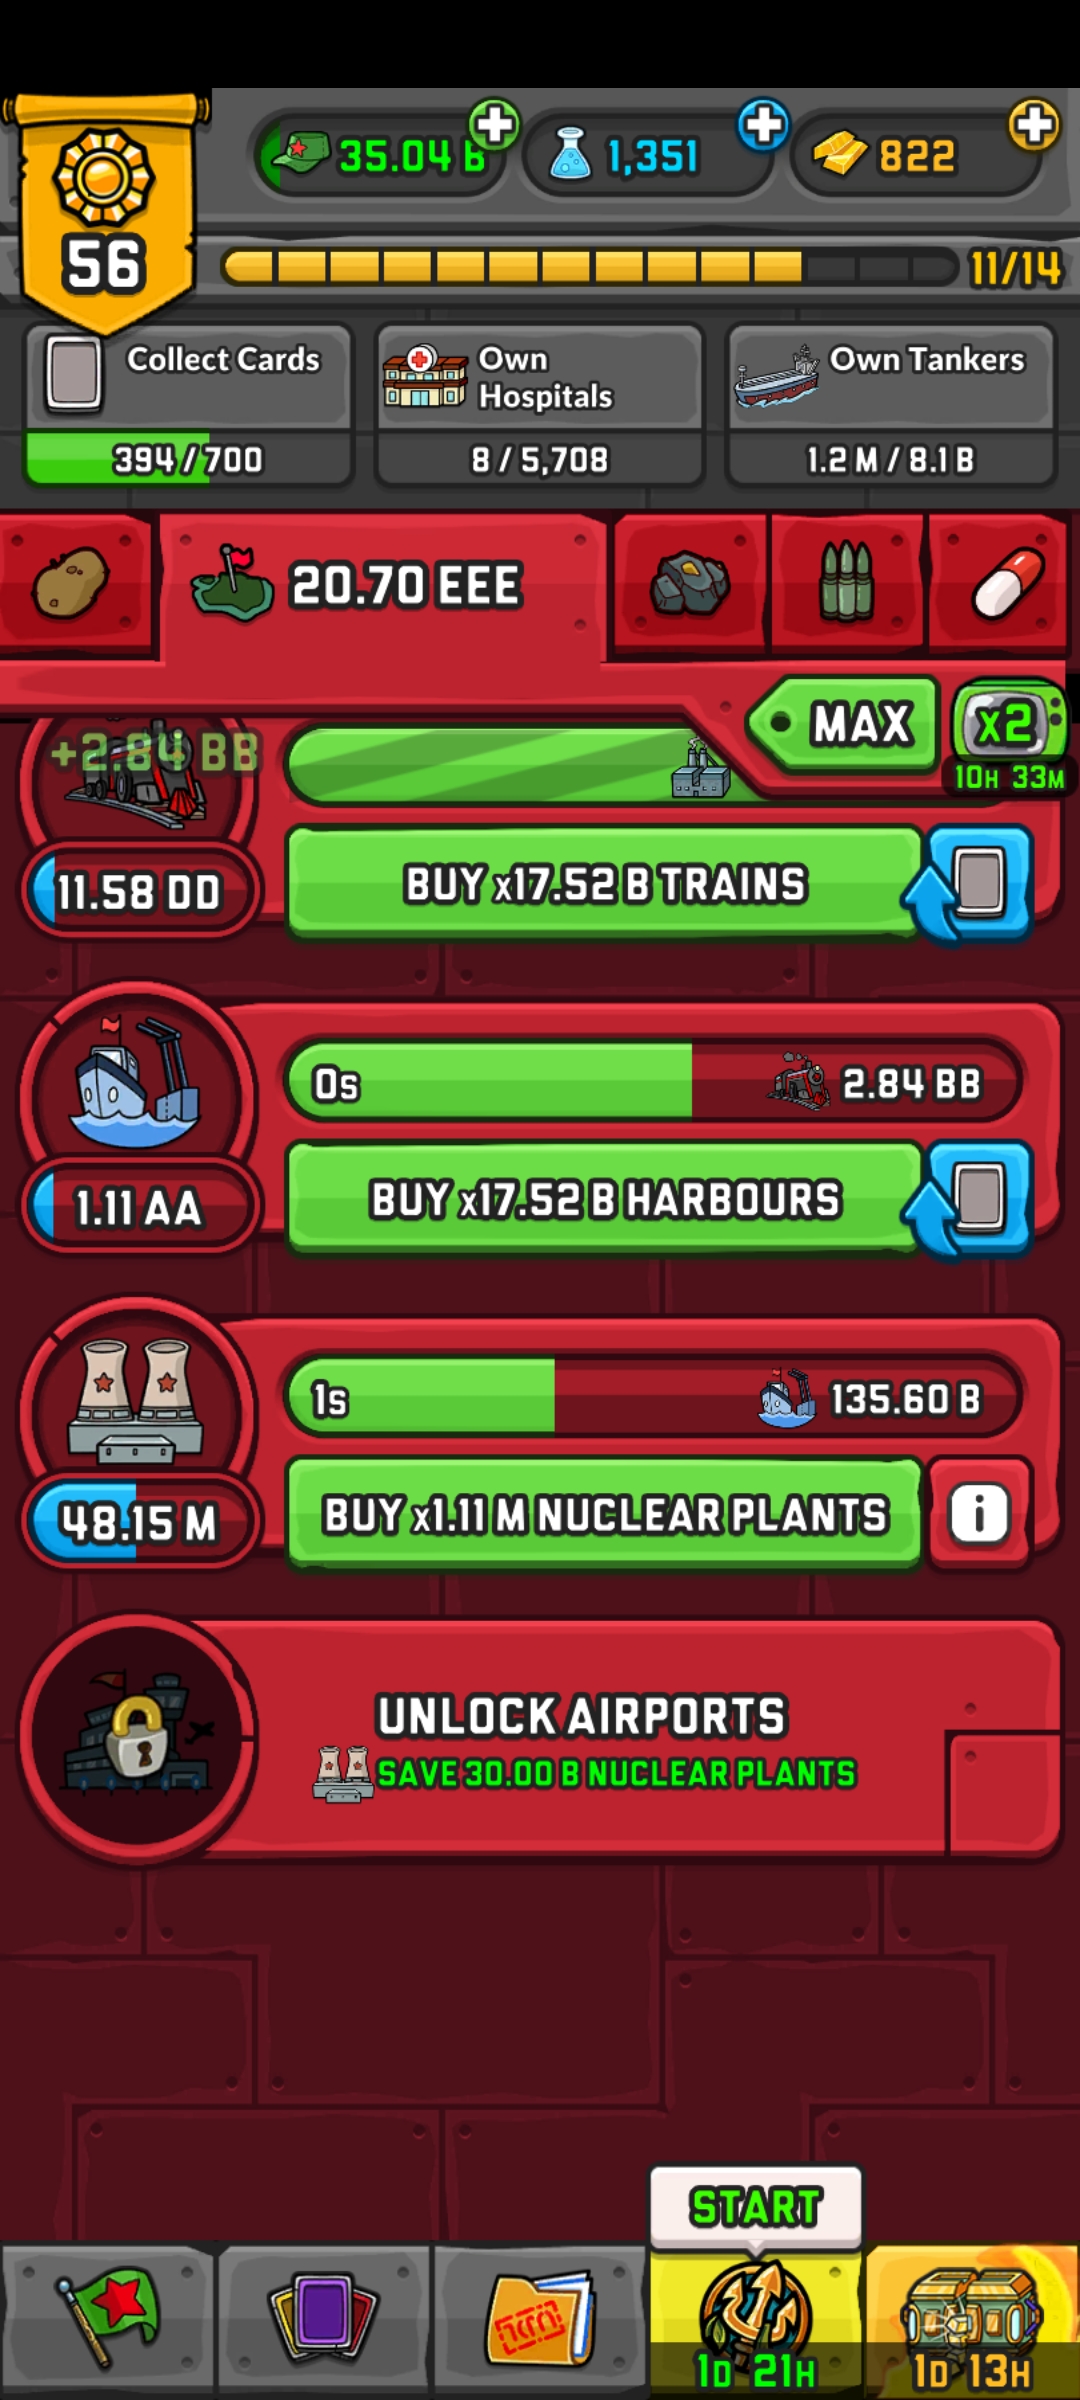 35.04 B
1,351
822
56
11/14
Collect Cards
394/700
Own
Hospitals
8/5,708
Own Tankers
1.2 M/8.1 B
20.70 EEE
MAX
x2
10H 33M
+2.84 BB
11.58 DD
BUY x17.52 B TRAINS
0s
2.84 BB
1.11 AA
BUY x17.52 B HARBOURS
1s
135.60 B
48.15 M
BUY x1.11 M NUCLEAR PLANTS
i
UNLOCK AIRPORTS
SAVE 30.00 B NUCLEAR PLANTS
START
1D 21H
1D 13H